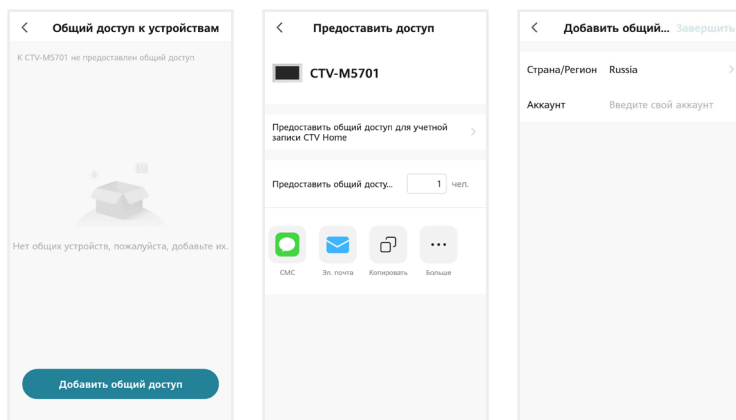 Общий доступ к устройствам
К CTV-M5701 не предоставлен общий доступ
Нет общих устройств, пожалуйста, добавьте их.
Добавить общий доступ
Предоставить доступ
CTV-M5701
Предоставить общий доступ для учетной
записи CTV Home
Предоставить общий досту... 1 чел.
СМС Эл. почта Копировать Больше
Добавить общий... Завершить
Страна/Регион Russia
Аккаунт Введите свой аккаунт